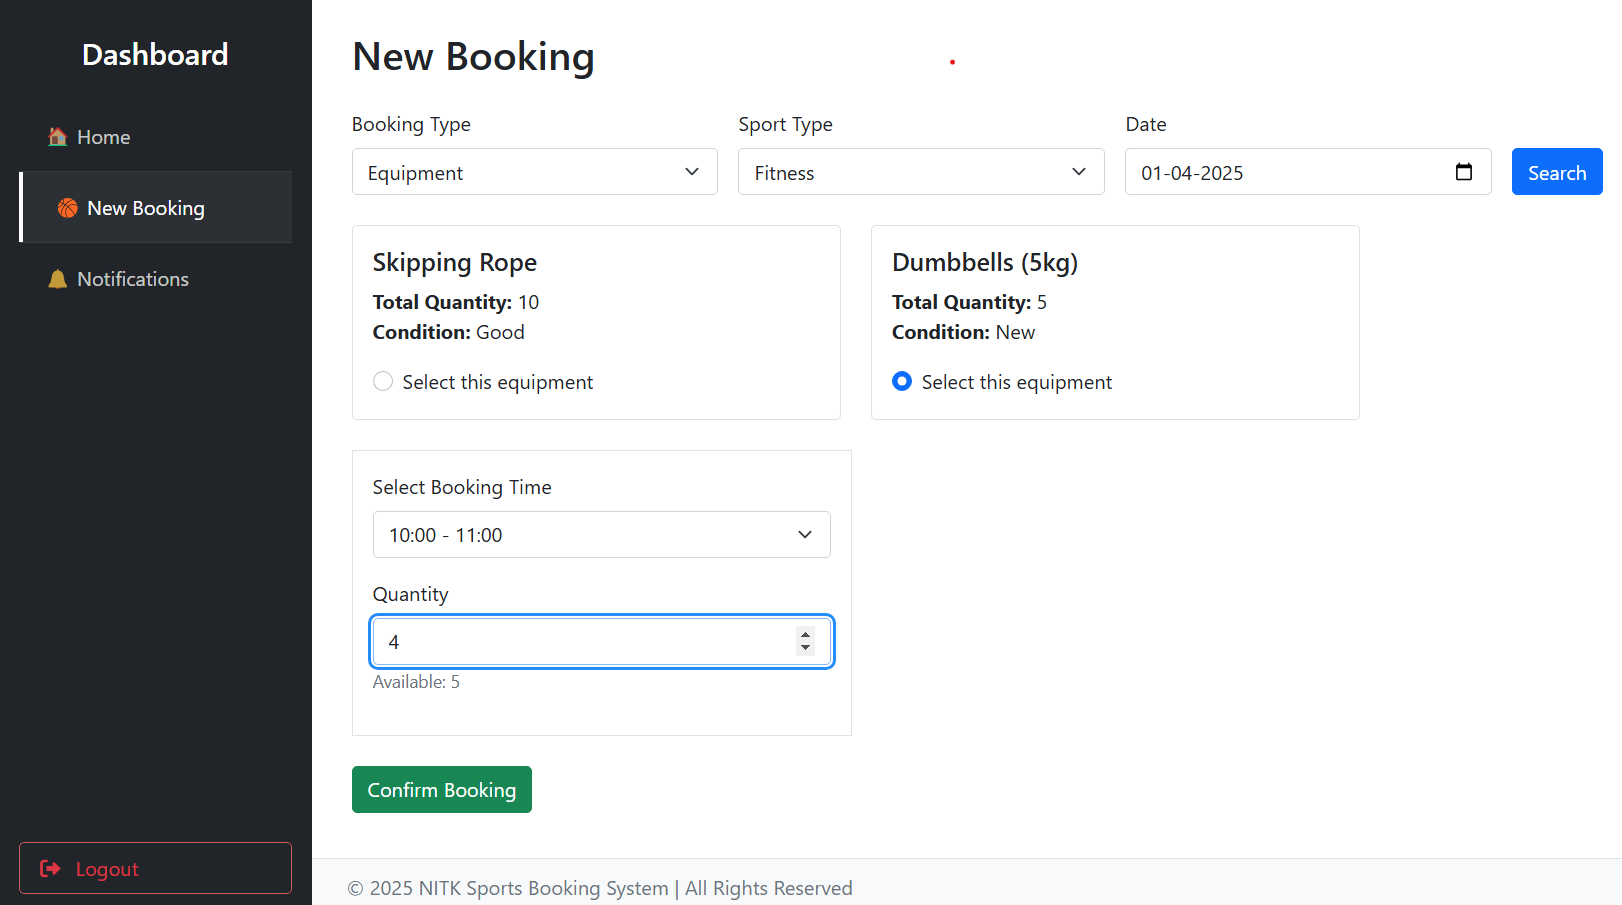 Dashboard
Home
New Booking
Notifications
Logout
New Booking
Booking Type
Sport Type
Date
Equipment
Fitness
01-04-2025
Search
Skipping Rope
Total Quantity: 10
Condition: Good
Select this equipment
Dumbbells (5kg)
Total Quantity: 5
Condition: New
Select this equipment
Select Booking Time
10:00 - 11:00
Quantity
4
Available: 5
Confirm Booking
© 2025 NITK Sports Booking System | All Rights Reserved